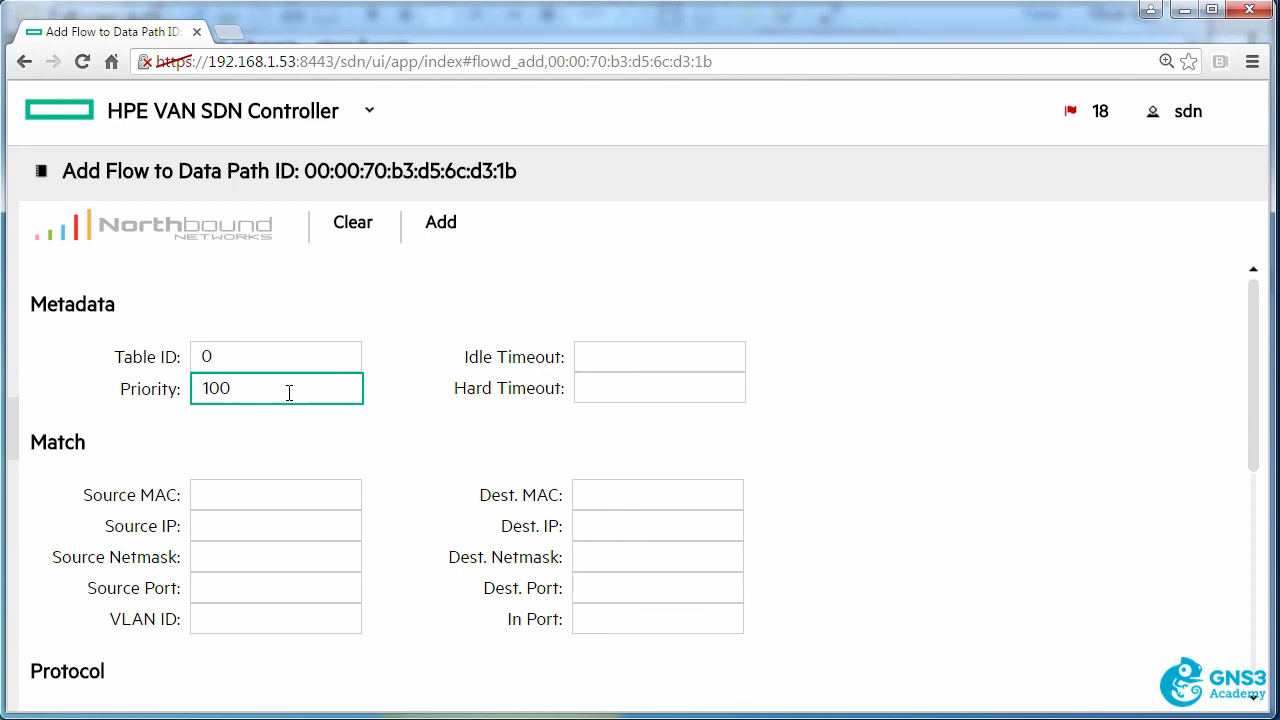 Add Flow to Data Path ID:
https://192.168.1.53:8443/sdn/ui/app/index#flowd_add,00:00:70:b3:d5:6c:d3:1b
HPE VAN SDN Controller
18
sdn
Add Flow to Data Path ID: 00:00:70:b3:d5:6c:d3:1b
Northbound
NETWORKS
Clear
Add
Metadata
Table ID: 0
Idle Timeout:
Priority: 100
Hard Timeout:
Match
Source MAC:
Dest. MAC:
Source IP:
Dest. IP:
Source Netmask:
Dest. Netmask:
Source Port:
Dest. Port:
VLAN ID:
In Port:
Protocol
GNS3
Academy